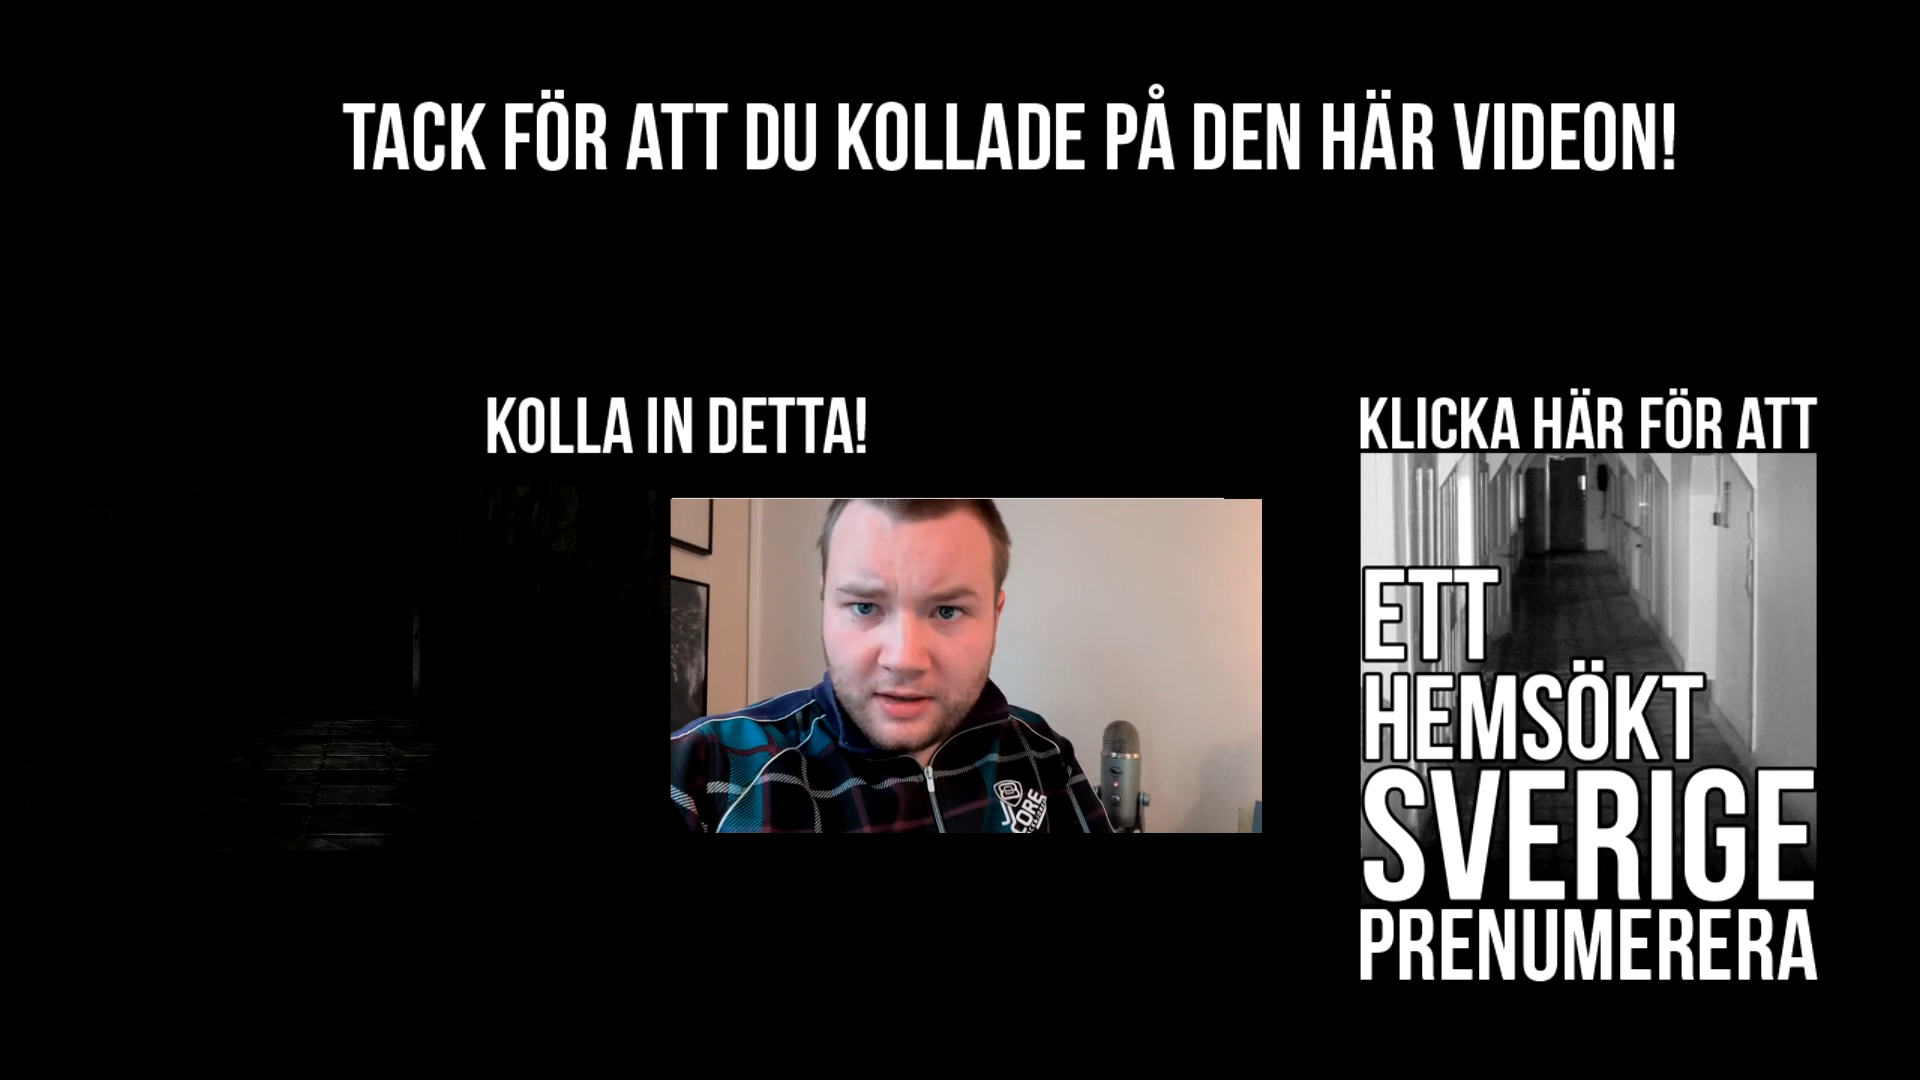 TACK FÖR ATT DU KOLLADE PÅ DEN HÄR VIDEON!
KOLLA IN DETTA!
KLICKA HÄR FÖR ATT
ETT
HEMSÖKT
SVERIGE
PRENUMERERA
CORE